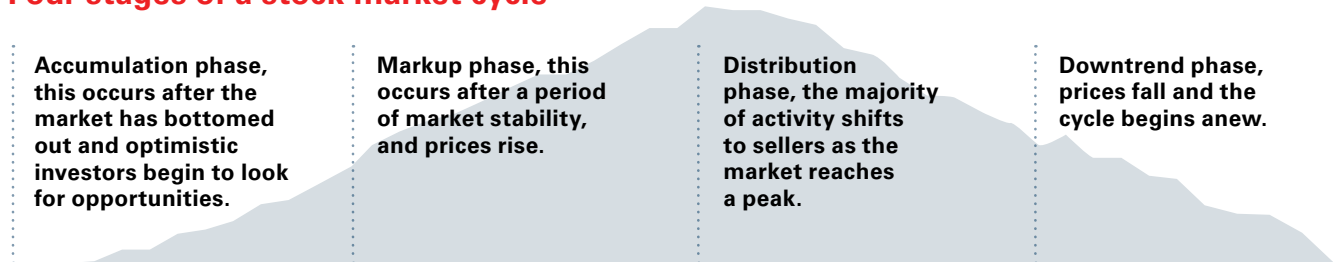 Four stages of a stock market cycle
Accumulation phase,
this occurs after the
market has bottomed
out and optimistic
investors begin to look
for opportunities.
Markup phase, this
occurs after a period
of market stability,
and prices rise.
Distribution
phase, the majority
of activity shifts
to sellers as the
market reaches
a peak.
Downtrend phase,
prices fall and the
cycle begins anew.